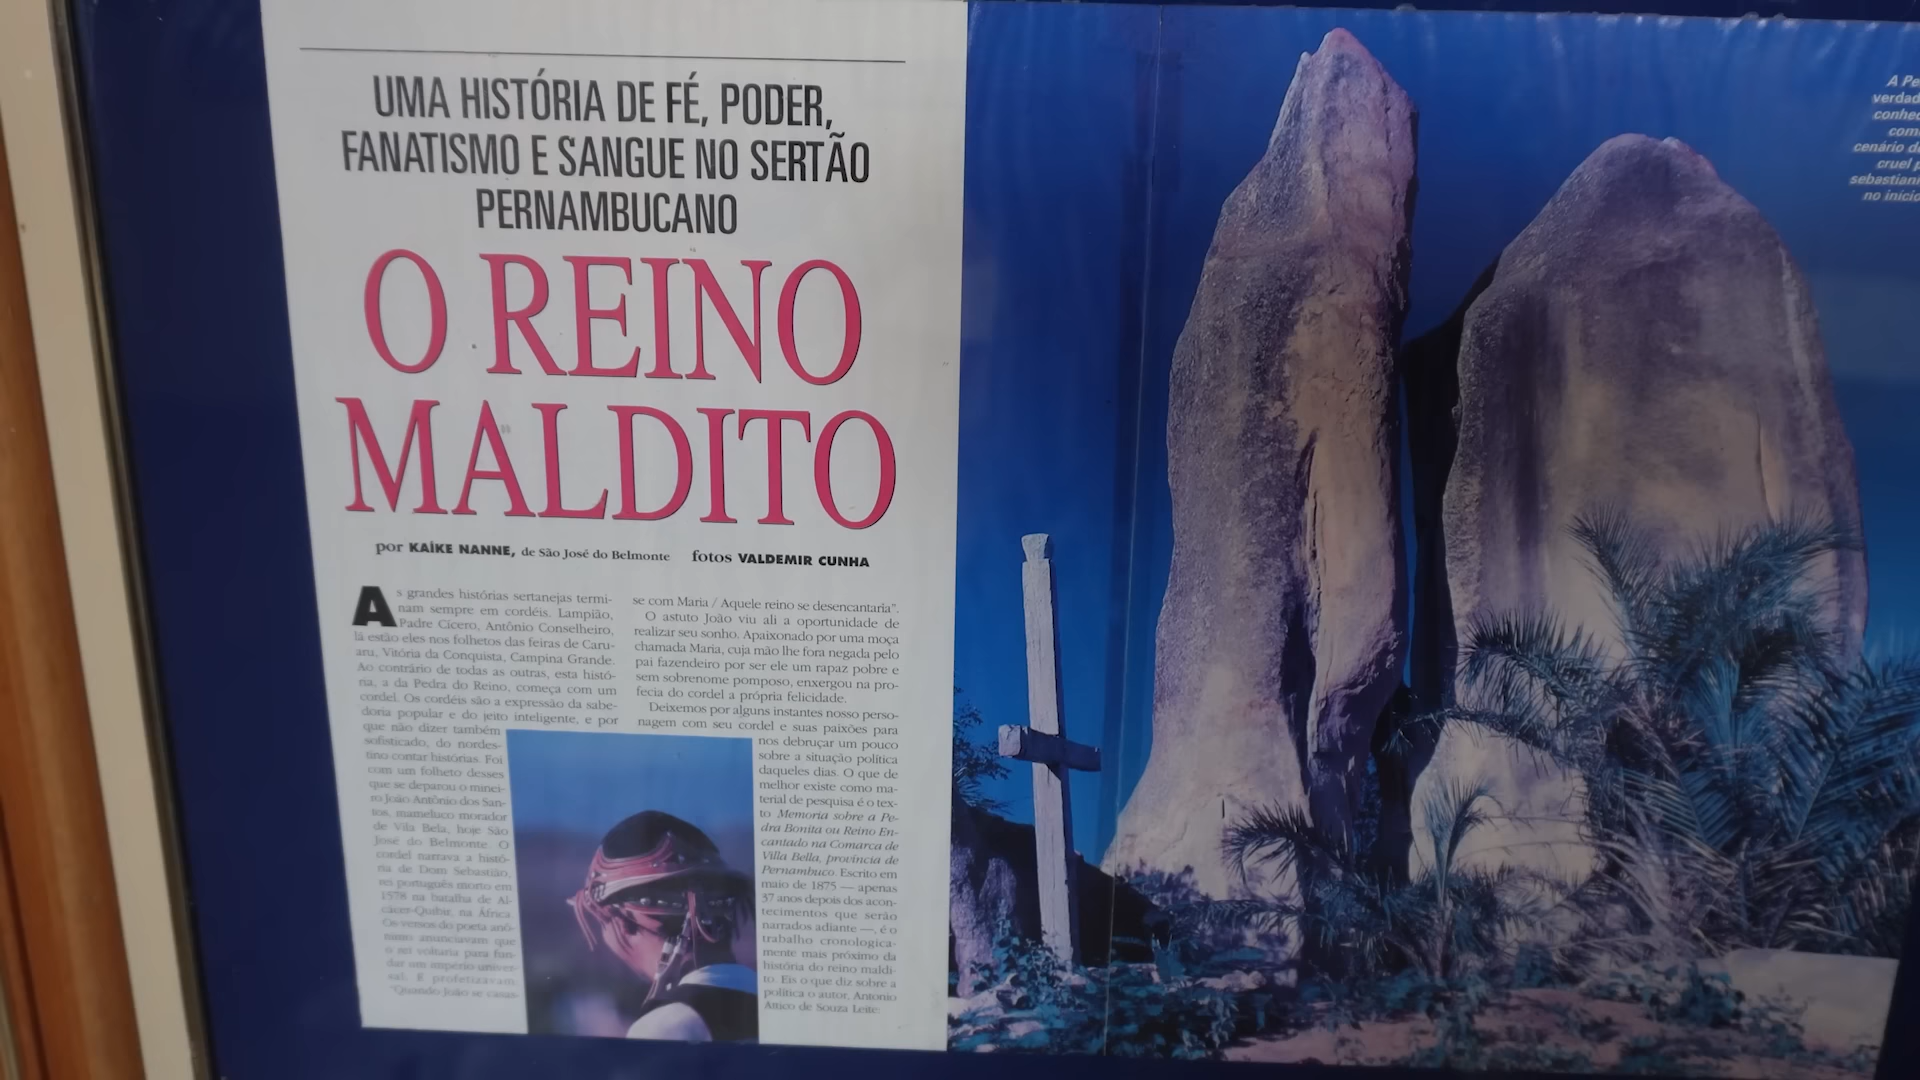 UMA HISTÓRIA DE FÉ, PODER,
FANATISMO E SANGUE NO SERTÃO
PERNAMBUCANO
O REINO
MALDITO
por KAÍKE NANNE, de São José do Belmonte fotos VALDEMIR CUNHA
As grandes histórias sertanejas termi-
nam sempre em cordéis. Lampião,
Padre Cícero, Antônio Conselheiro,
lá estão eles nos folhetos das feiras de Caru-
aru, Vitória da Conquista, Campina Grande.
Ao contrário de todas as outras, esta histó-
ria, a da Pedra do Reino, começa com um
cordel. Os cordéis são a expressão da sabe-
doria popular e do jeito inteligente, e por
que não dizer também
sofisticado, do nordes-
tino contar histórias. Foi
com um folheto desses
que se deparou o minei-
ro João Antônio dos San-
tos, mameluco morador
de Vila Bela, hoje São
José do Belmonte. O
cordel narrava a histó-
ria de Dom Sebastião,
rei português morto em
1578 na batalha de Al-
cácer-Quibir, na África.
Os versos do poeta anô-
nimo anunciavam que
o rei voltaria para fun-
dar um império univer-
sal. E profetizavam:
"Quando João se casas-
se com Maria / Aquele reino se desencantaria".
O astuto João viu ali a oportunidade de
realizar seu sonho. Apaixonado por uma moça
chamada Maria, cuja mão lhe fora negada pelo
pai fazendeiro por ser ele um rapaz pobre e
sem sobrenome pomposo, enxergou na pro-
fecia do cordel a própria felicidade.
Deixemos por alguns instantes nosso perso-
nagem com seu cordel e suas paixões para
nos debruçar um pouco
sobre a situação política
daqueles dias. O que de
melhor existe como ma-
terial de pesquisa é o tex-
to Memoria sobre a Pe-
dra Bonita ou Reino En-
cantado na Comarca de
Villa Bella, província de
Pernambuco. Escrito em
maio de 1875 — apenas
37 anos depois dos acon-
tecimentos que serão
narrados adiante —, é o
trabalho cronologica-
mente mais próximo da
história do reino maldi-
to. Eis o que diz sobre a
política o autor, Antonio
Attico de Souza Leite:
A Pe
verdad
conhec
com
cenário d
cruel p
sebastiani
no início